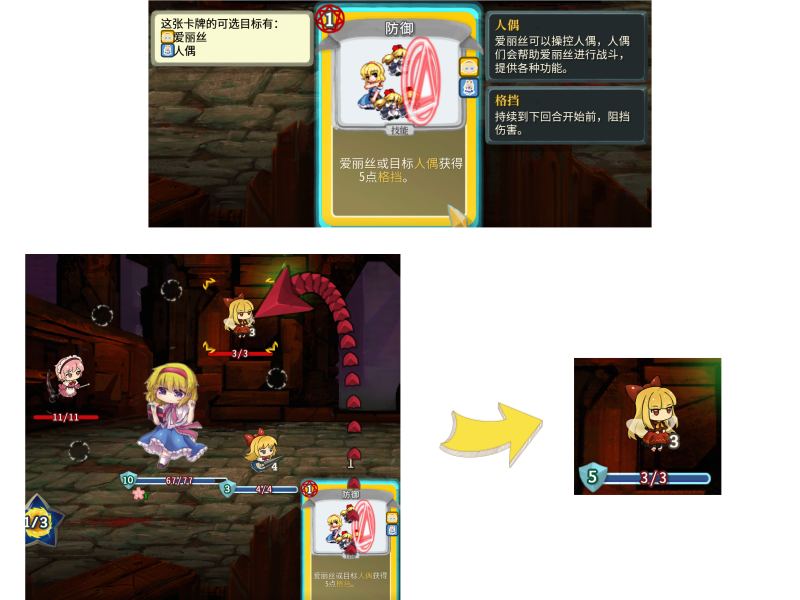 这张卡牌的可选目标有：
爱丽丝
人偶
1
防御
技能
爱丽丝或目标人偶获得
5点格挡。
人偶
爱丽丝可以操控人偶，人偶
们会帮助爱丽丝进行战斗，
提供各种功能。
格挡
持续到下回合开始前，阻挡
伤害。
3
3/3
11/11
4
1
10
67/77
3
4/4
1/3
1
防御
技能
爱丽丝或目标人偶获得
5点格挡。
3
5
3/3